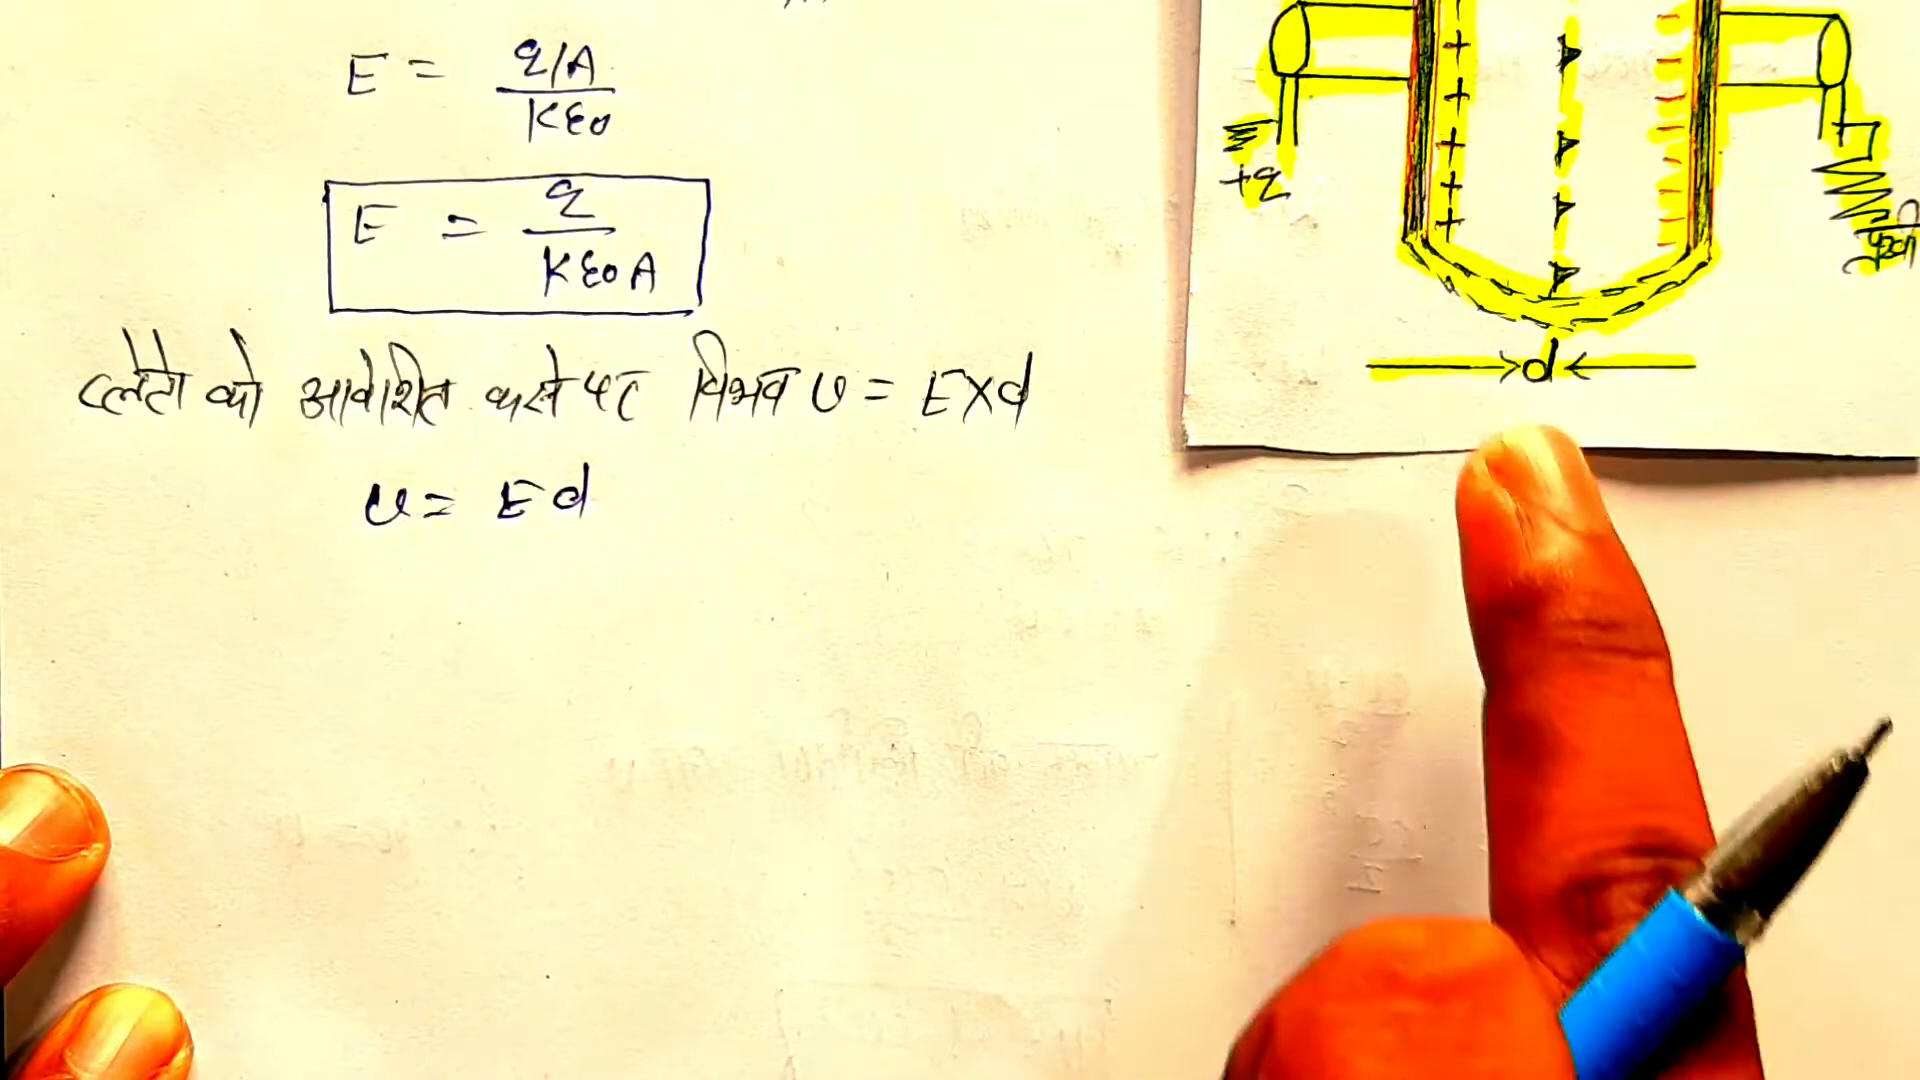 E = q/A
Kε0
E = q
Kε0A
प्लेटो को आवेशित करने पर विभव v = E×d
v = Ed
+q
d